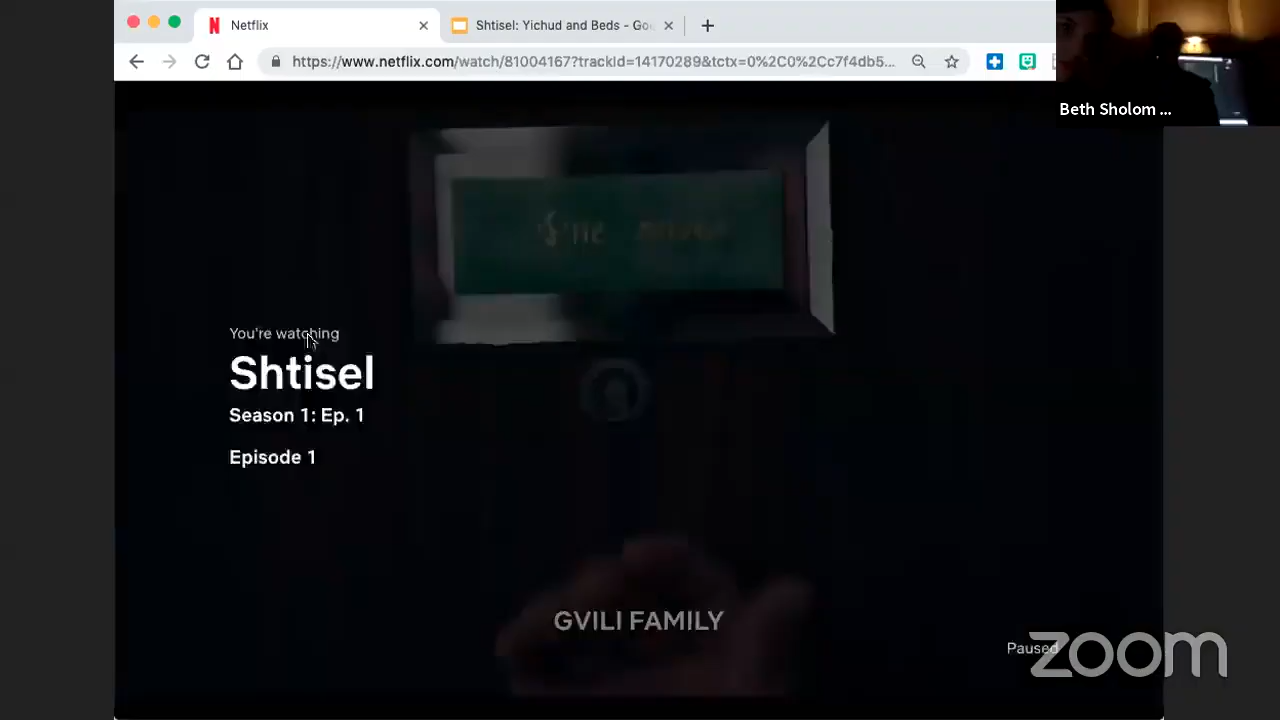 Netflix
Shtisel: Yichud and Beds - Go
https://www.netflix.com/watch/81004167?trackId=14170289&tctx=0%2C0%2Cc7f4db5...
Beth Sholom ...
You're watching
Shtisel
Season 1: Ep. 1
Episode 1
GVILI FAMILY
Paused
zoom